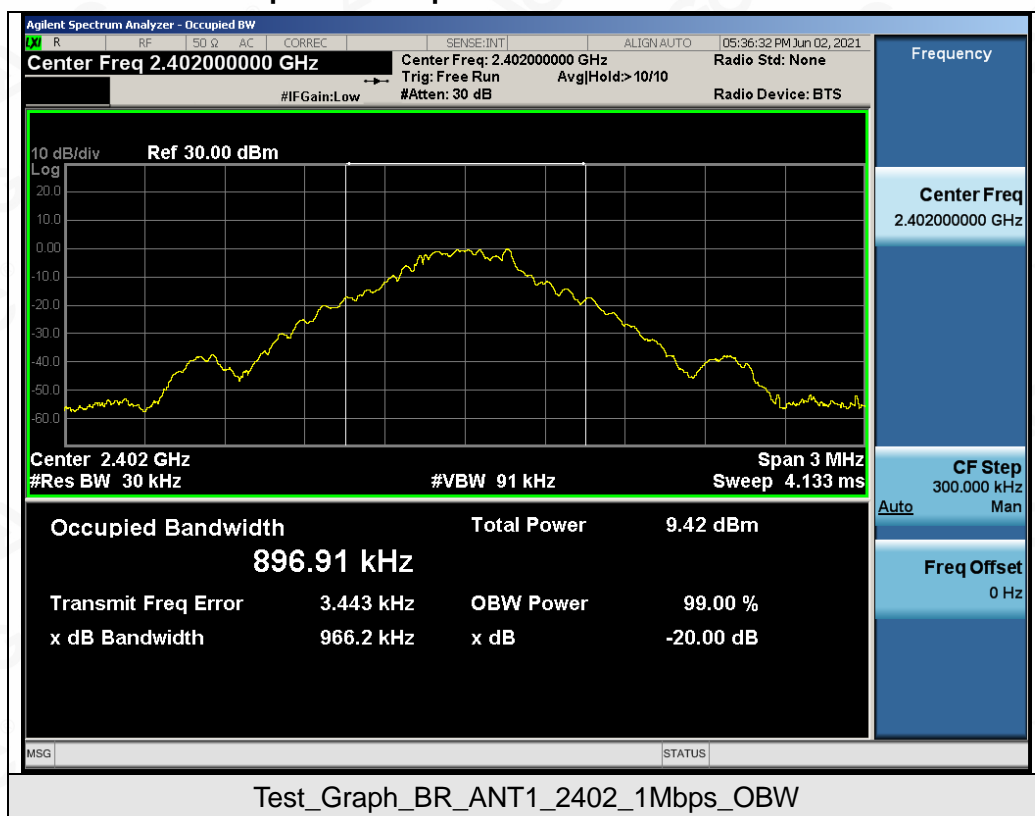 Agilent Spectrum Analyzer - Occupied BW
LXI R RF 50 Ω AC CORREC SENSE:INT ALIGN AUTO 05:36:32 PM Jun 02, 2021
Center Freq 2.402000000 GHz Center Freq: 2.402000000 GHz Radio Std: None
Trig: Free Run Avg|Hold:>10/10
#IFGain:Low #Atten: 30 dB Radio Device: BTS
10 dB/div Ref 30.00 dBm
Log
20.0
10.0
0.00
-10.0
-20.0
-30.0
-40.0
-50.0
-60.0
Center 2.402 GHz Span 3 MHz
#Res BW 30 kHz #VBW 91 kHz Sweep 4.133 ms
Occupied Bandwidth Total Power 9.42 dBm
896.91 kHz
Transmit Freq Error 3.443 kHz OBW Power 99.00 %
x dB Bandwidth 966.2 kHz x dB -20.00 dB
MSG STATUS
Frequency
Center Freq
2.402000000 GHz
CF Step
300.000 kHz
Auto Man
Freq Offset
0 Hz
Test_Graph_BR_ANT1_2402_1Mbps_OBW